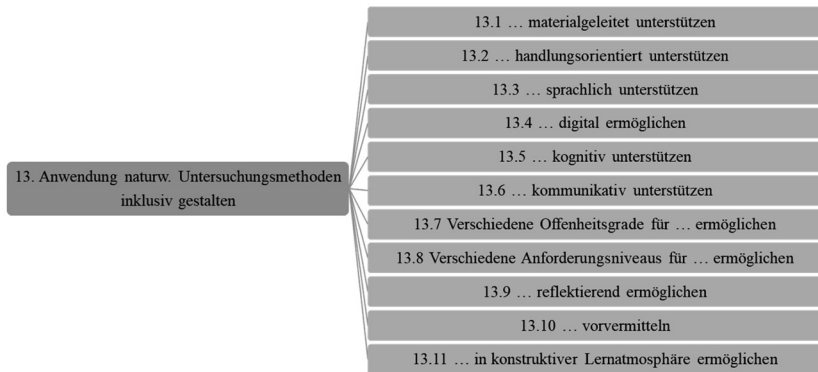 13. Anwendung naturw. Untersuchungsmethoden
inklusiv gestalten
13.1 … materialgeleitet unterstützen
13.2 … handlungsorientiert unterstützen
13.3 … sprachlich unterstützen
13.4 … digital ermöglichen
13.5 … kognitiv unterstützen
13.6 … kommunikativ unterstützen
13.7 Verschiedene Offenheitsgrade für … ermöglichen
13.8 Verschiedene Anforderungsniveaus für … ermöglichen
13.9 … reflektierend ermöglichen
13.10 … vorvermitteln
13.11 … in konstruktiver Lernatmosphäre ermöglichen